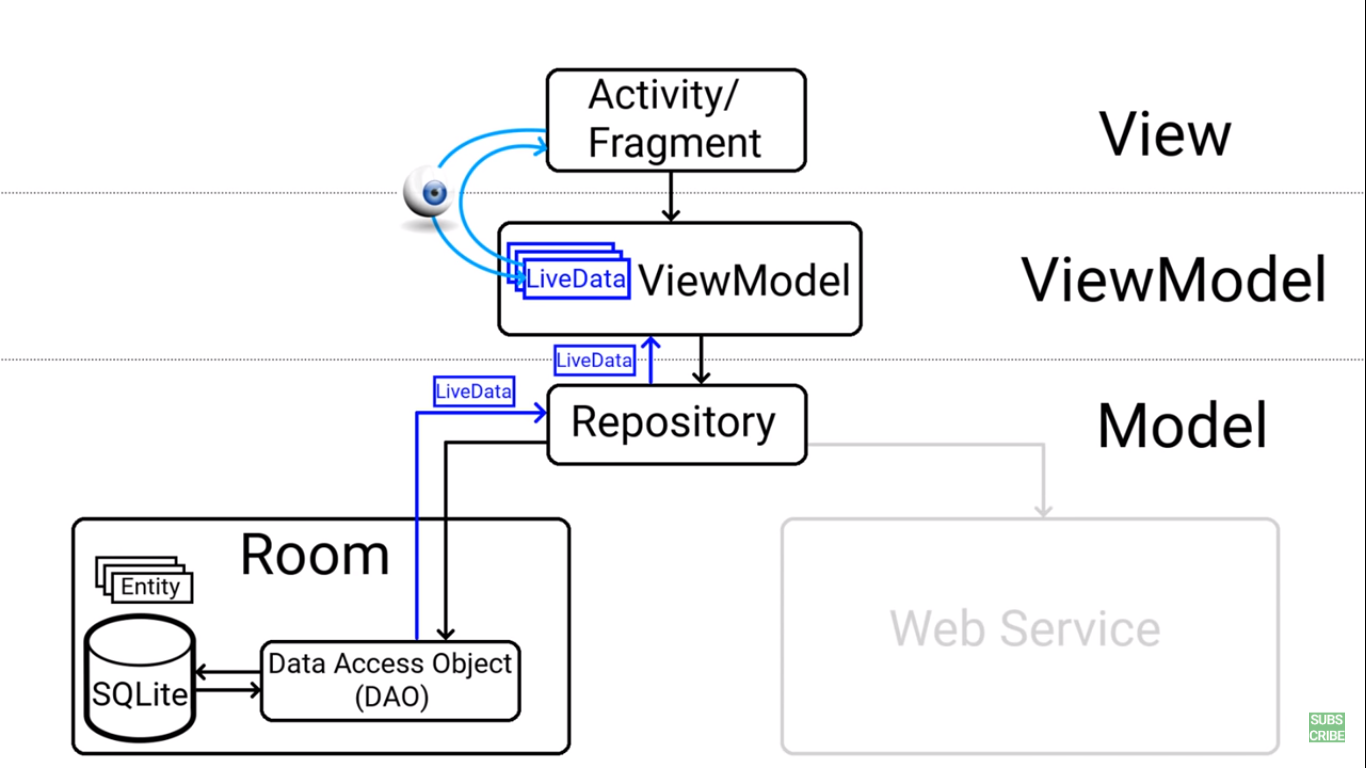 Activity/
Fragment
View
LiveData
ViewModel
ViewModel
LiveData
LiveData
Repository
Model
Room
Entity
SQLite
Data Access Object
(DAO)
Web Service
SUBS
CRIBE